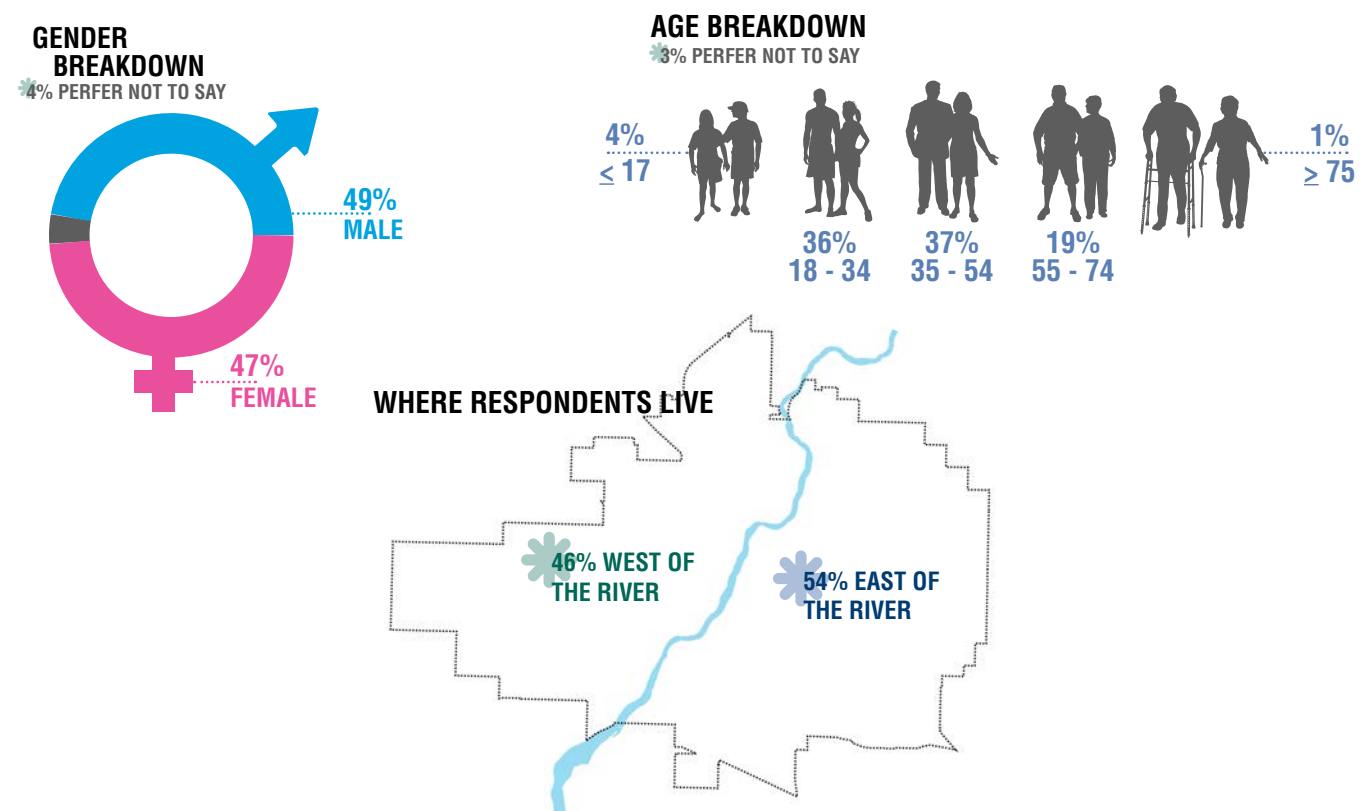 GENDER
BREAKDOWN
4% PERFER NOT TO SAY
49%
MALE
47%
FEMALE
AGE BREAKDOWN
3% PERFER NOT TO SAY
4%
≤ 17
36%
18 - 34
37%
35 - 54
19%
55 - 74
1%
≥ 75
WHERE RESPONDENTS LIVE
46% WEST OF
THE RIVER
54% EAST OF
THE RIVER